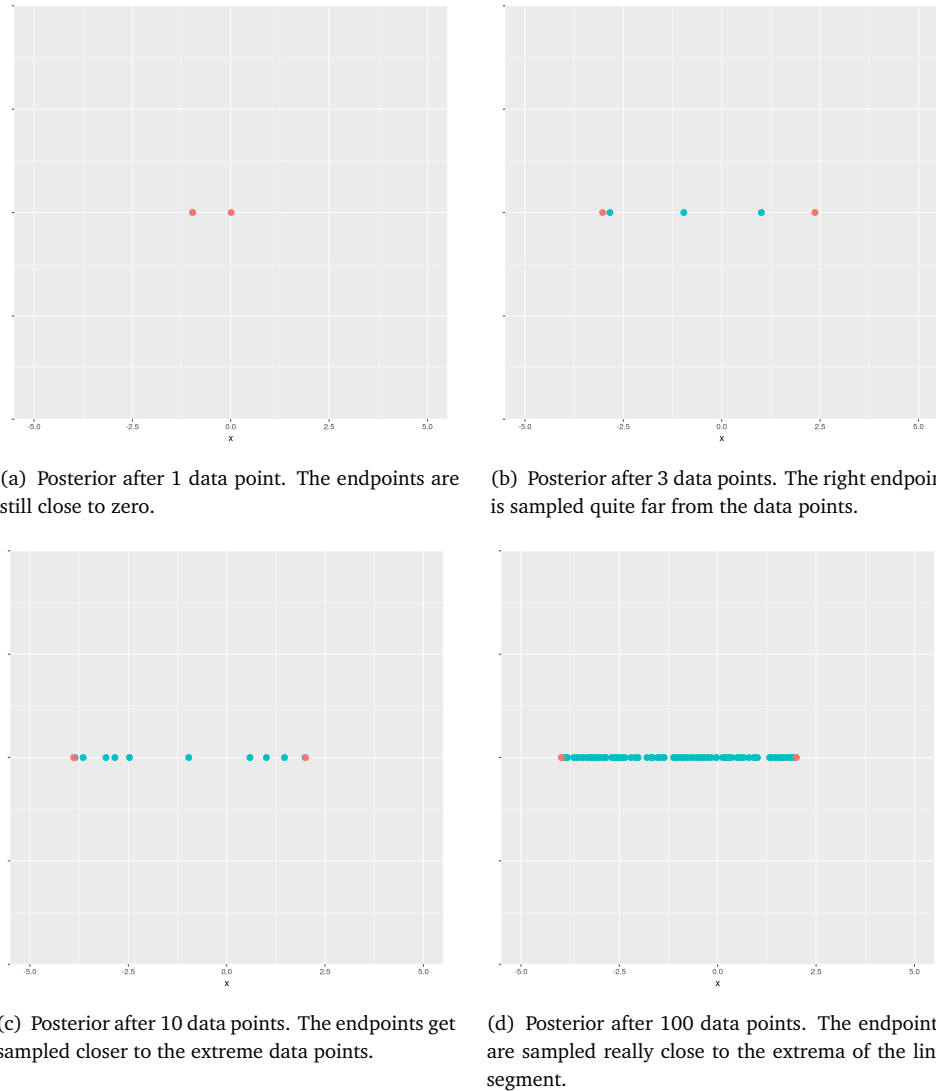 -5.0 -2.5 0.0 2.5 5.0
x
-5.0 -2.5 0.0 2.5 5.0
x
(a) Posterior after 1 data point. The endpoints are
still close to zero.
(b) Posterior after 3 data points. The right endpoin
is sampled quite far from the data points.
-5.0 -2.5 0.0 2.5 5.0
x
-5.0 -2.5 0.0 2.5 5.0
x
(c) Posterior after 10 data points. The endpoints get
sampled closer to the extreme data points.
(d) Posterior after 100 data points. The endpoint
are sampled really close to the extrema of the lin
segment.